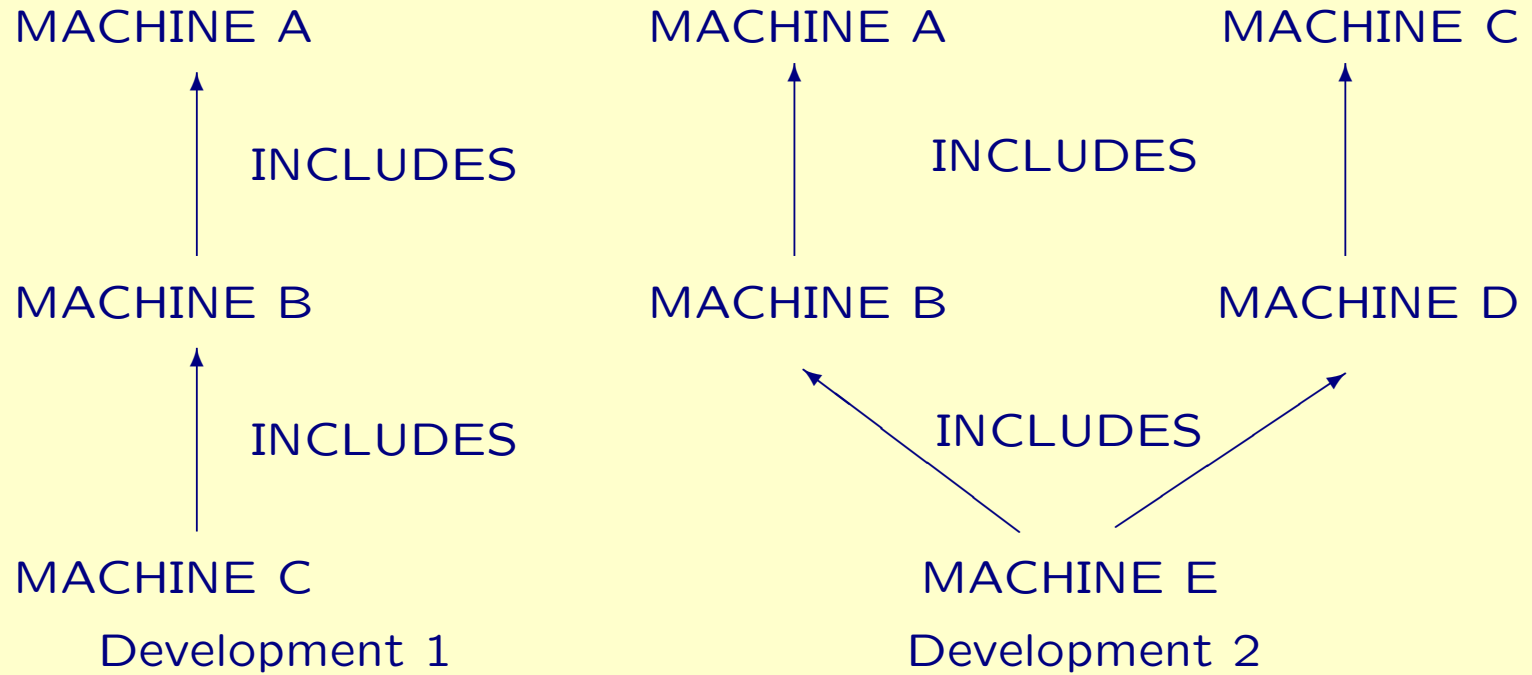 MACHINE A MACHINE A MACHINE C
INCLUDES INCLUDES
MACHINE B MACHINE B MACHINE D
INCLUDES INCLUDES
MACHINE C MACHINE E
Development 1 Development 2